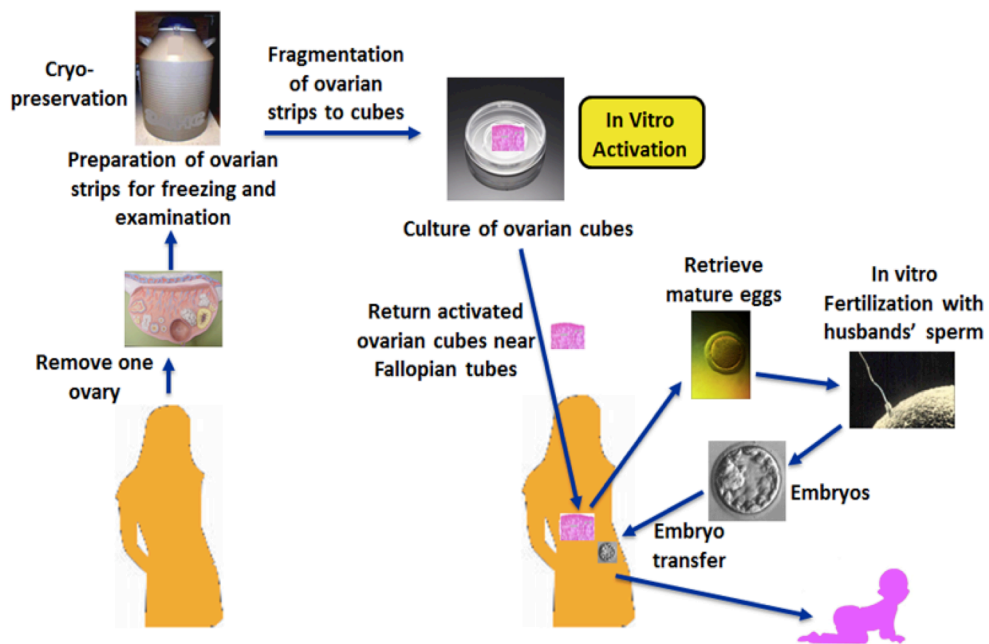 Cryo-
preservation
Preparation of ovarian
strips for freezing and
examination
Remove one
ovary
Fragmentation
of ovarian
strips to cubes
In Vitro
Activation
Culture of ovarian cubes
Return activated
ovarian cubes near
Fallopian tubes
Retrieve
mature eggs
In vitro
Fertilization with
husbands' sperm
Embryos
Embryo
transfer